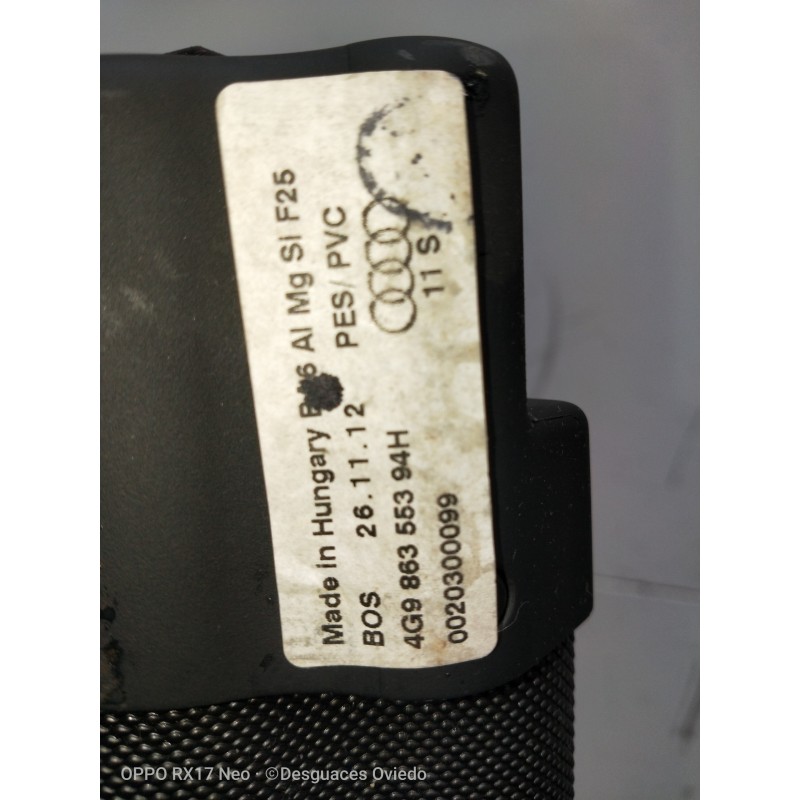 Made in Hungary 6 Al Mg Si F25
BOS 26.11.12 PES/PVC
4G9 863 553 94H 11 S
0020300099
OPPO RX17 Neo · ©Desguaces Oviedo